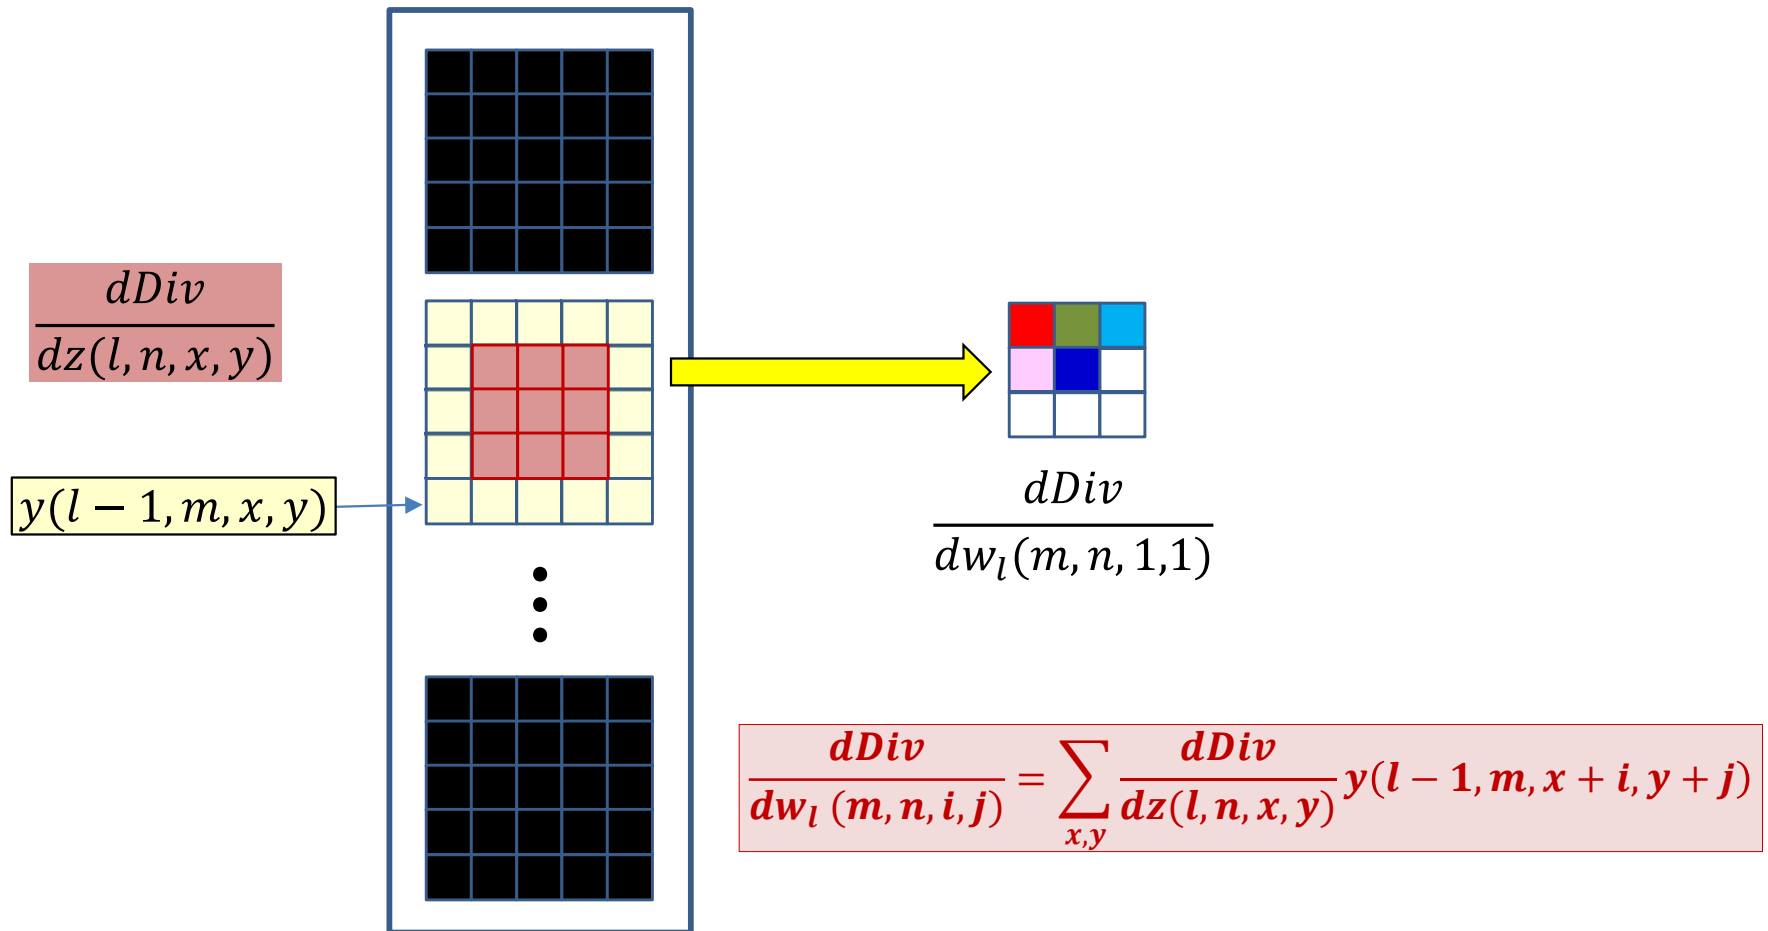 dDiv
dz(l, n, x, y)
y(l − 1, m, x, y)
dDiv
dw_l(m, n, 1,1)
dDiv/dw_l (m, n, i, j) = ∑_{x,y} dDiv/dz(l, n, x, y) y(l − 1, m, x + i, y + j)